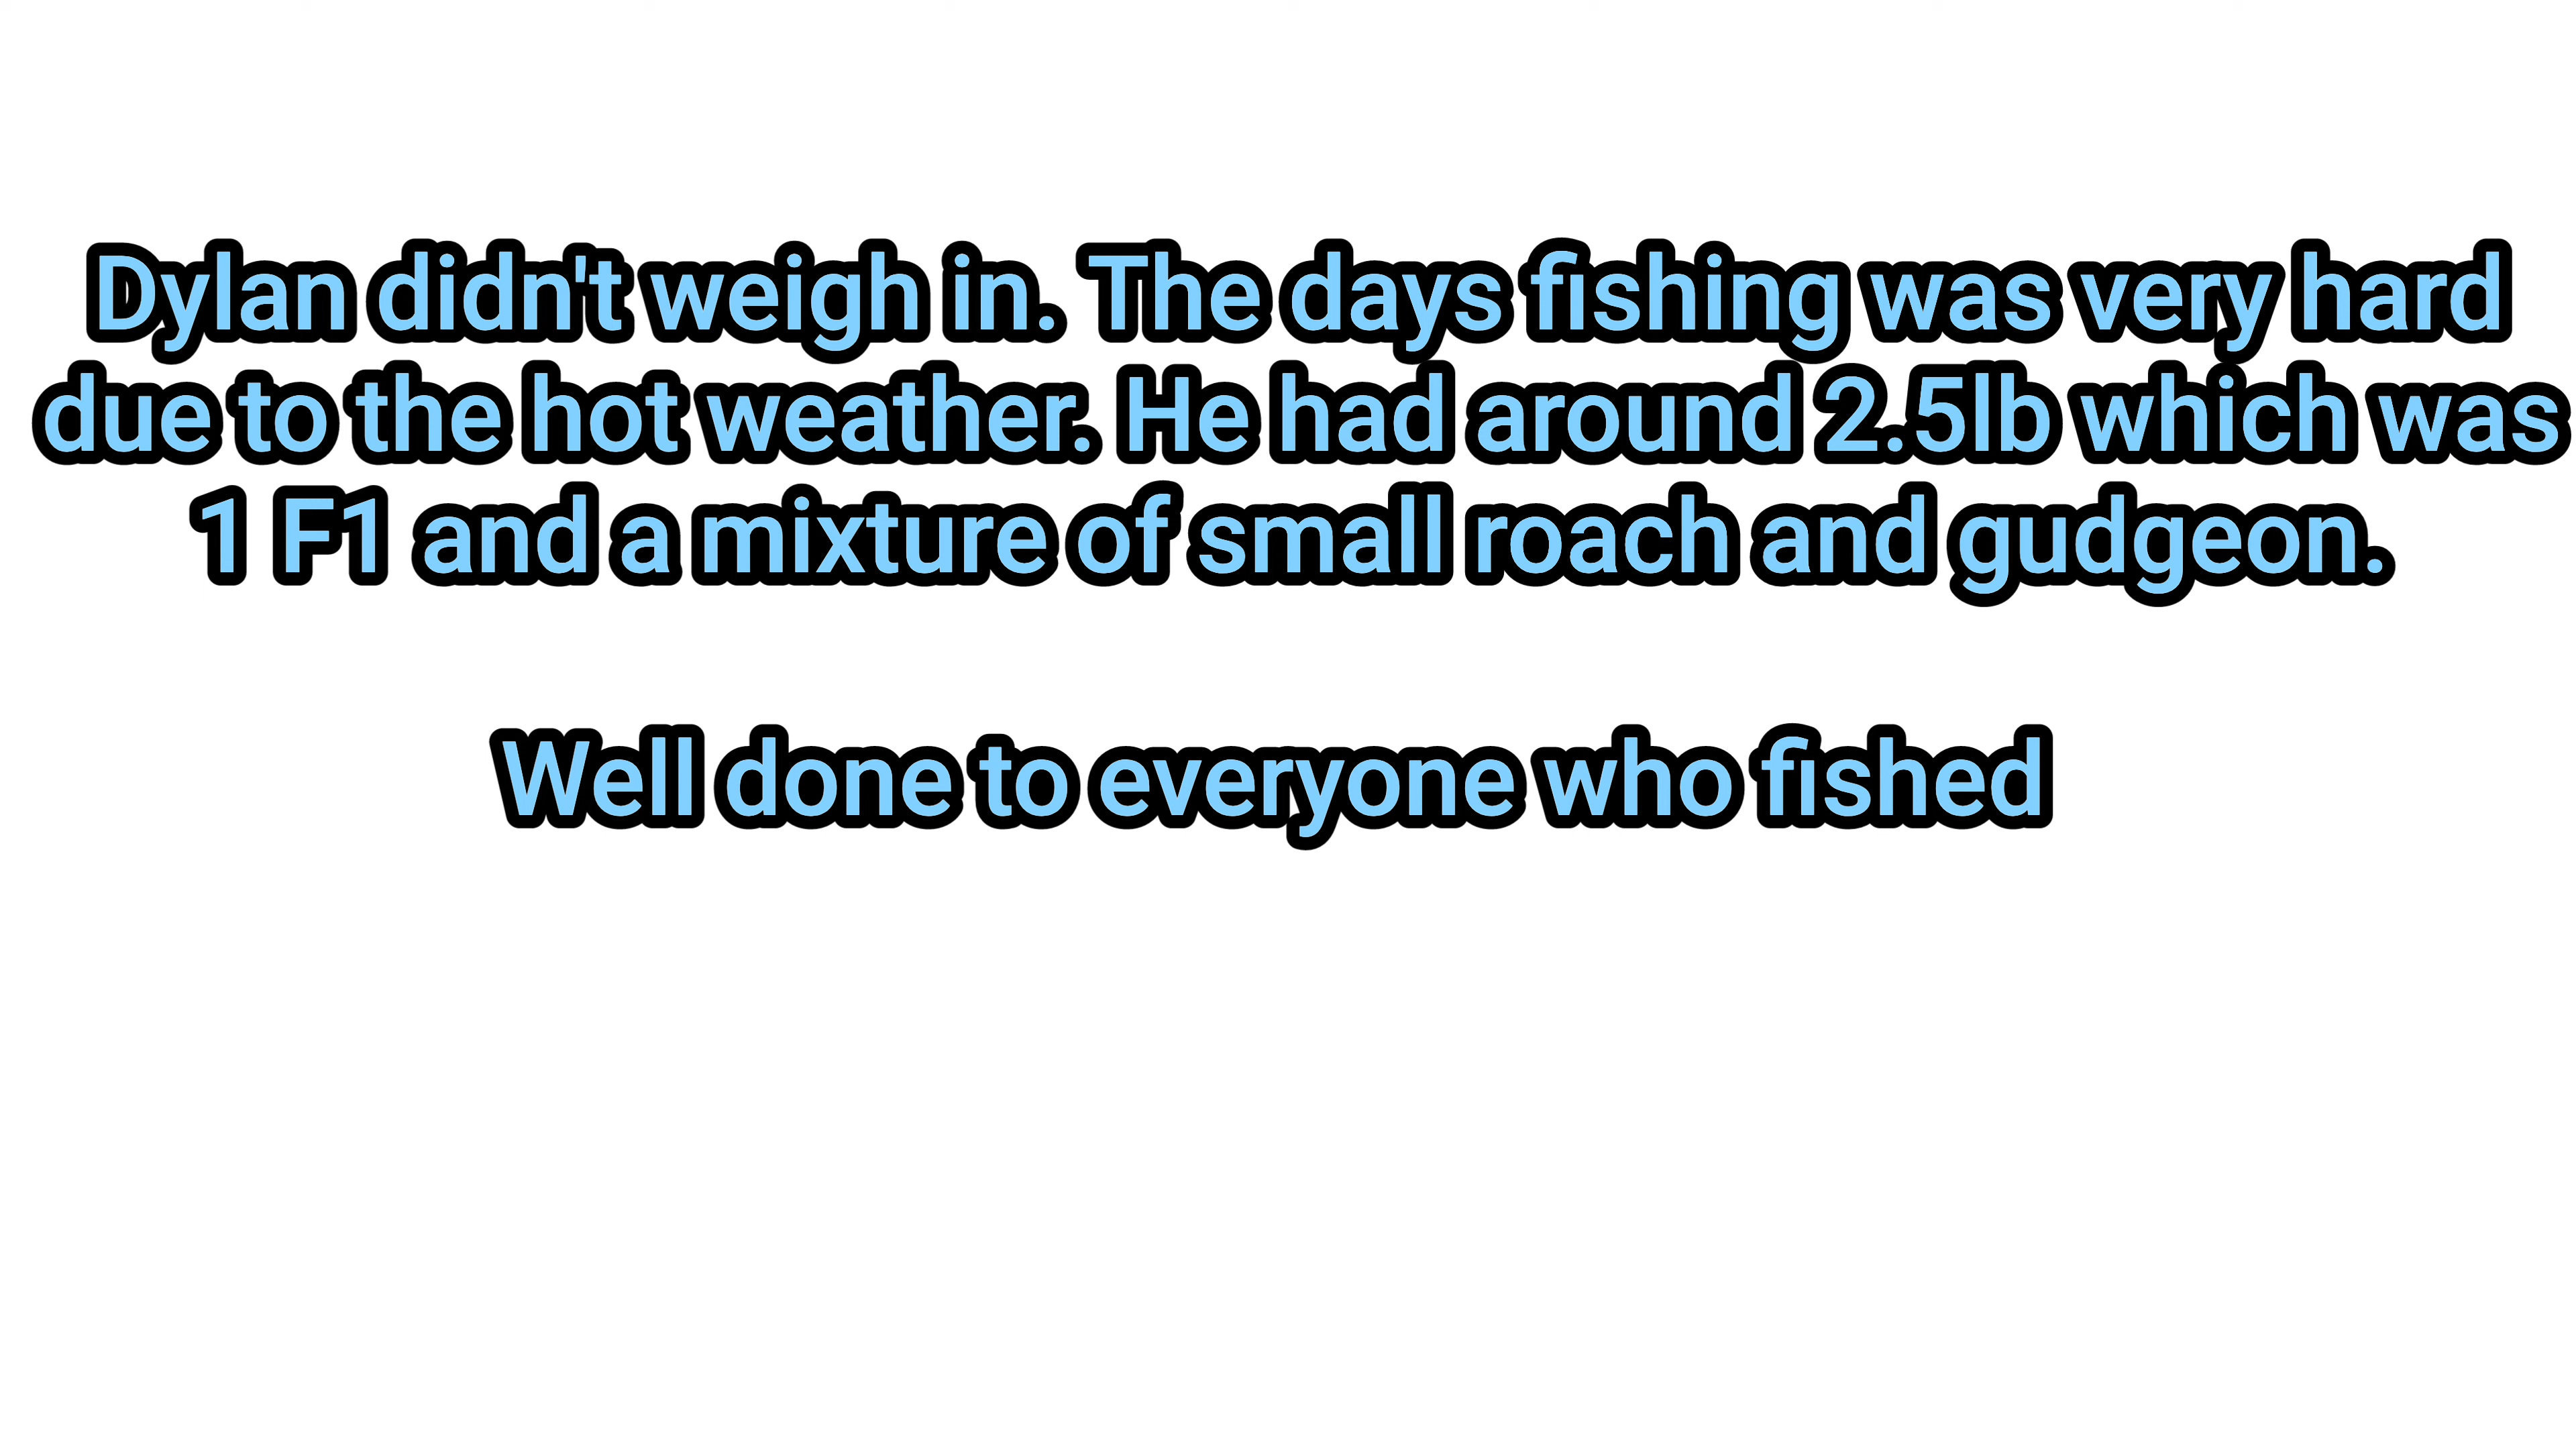 Dylan didn't weigh in. The days fishing was very hard
due to the hot weather. He had around 2.5lb which was
1 F1 and a mixture of small roach and gudgeon.
Well done to everyone who fished